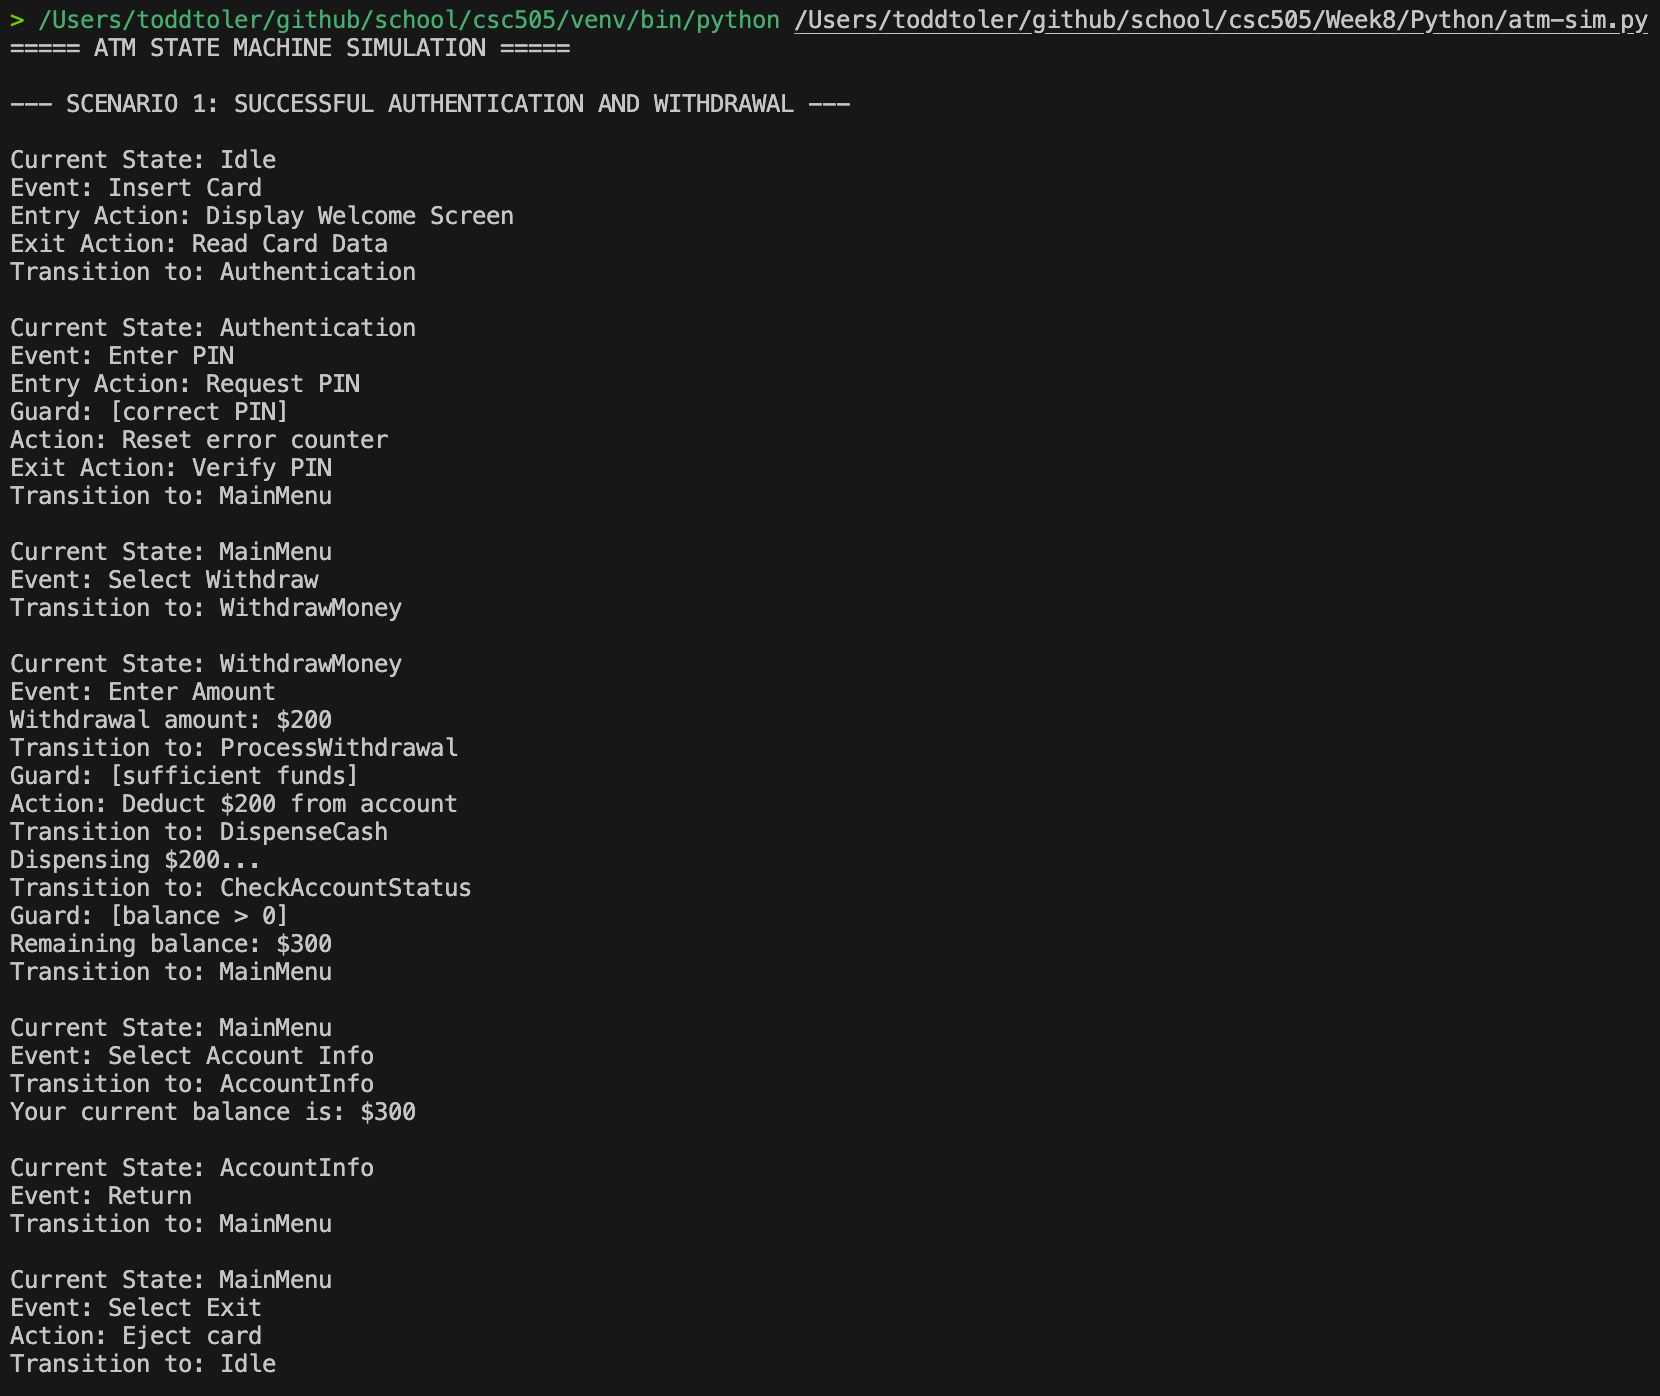 > /Users/toddtoler/github/school/csc505/venv/bin/python /Users/toddtoler/github/school/csc505/Week8/Python/atm-sim.py
===== ATM STATE MACHINE SIMULATION =====
--- SCENARIO 1: SUCCESSFUL AUTHENTICATION AND WITHDRAWAL ---
Current State: Idle
Event: Insert Card
Entry Action: Display Welcome Screen
Exit Action: Read Card Data
Transition to: Authentication
Current State: Authentication
Event: Enter PIN
Entry Action: Request PIN
Guard: [correct PIN]
Action: Reset error counter
Exit Action: Verify PIN
Transition to: MainMenu
Current State: MainMenu
Event: Select Withdraw
Transition to: WithdrawMoney
Current State: WithdrawMoney
Event: Enter Amount
Withdrawal amount: $200
Transition to: ProcessWithdrawal
Guard: [sufficient funds]
Action: Deduct $200 from account
Transition to: DispenseCash
Dispensing $200...
Transition to: CheckAccountStatus
Guard: [balance > 0]
Remaining balance: $300
Transition to: MainMenu
Current State: MainMenu
Event: Select Account Info
Transition to: AccountInfo
Your current balance is: $300
Current State: AccountInfo
Event: Return
Transition to: MainMenu
Current State: MainMenu
Event: Select Exit
Action: Eject card
Transition to: Idle